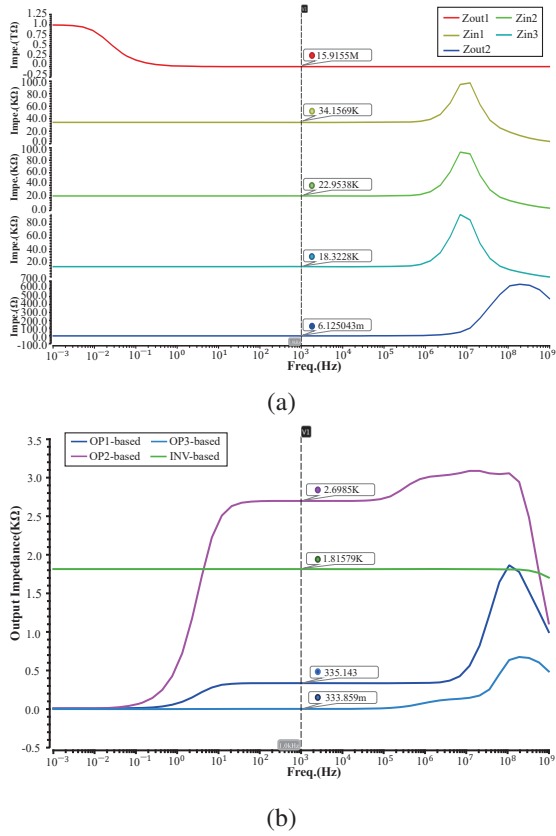 V1
Zout1
Zin1
Zout2
Zin2
Zin3
Impe.(TΩ)
1.25
1.0
0.75
0.5
0.25
0.0
-0.25
15.9155M
Impe.(KΩ)
100.0
80.0
60.0
40.0
20.0
0.0
34.1569K
Impe.(KΩ)
100.0
80.0
60.0
40.0
20.0
0.0
22.9538K
Impe.(KΩ)
80.0
60.0
40.0
20.0
18.3228K
Impe.(Ω)
700.0
600.0
500.0
400.0
300.0
200.0
100.0
0.0
-100.0
6.125043m
10⁻³ 10⁻² 10⁻¹ 10⁰ 10¹ 10² 10³ 10⁴ 10⁵ 10⁶ 10⁷ 10⁸ 10⁹
Freq.(Hz)
(a)
V1
OP1-based OP3-based
OP2-based INV-based
Output Impedance(KΩ)
3.5
3.0
2.5
2.0
1.5
1.0
0.5
0.0
-0.5
2.6985K
1.81579K
335.143
333.859m
1.0kHz
10⁻³ 10⁻² 10⁻¹ 10⁰ 10¹ 10² 10³ 10⁴ 10⁵ 10⁶ 10⁷ 10⁸ 10⁹
Freq.(Hz)
(b)